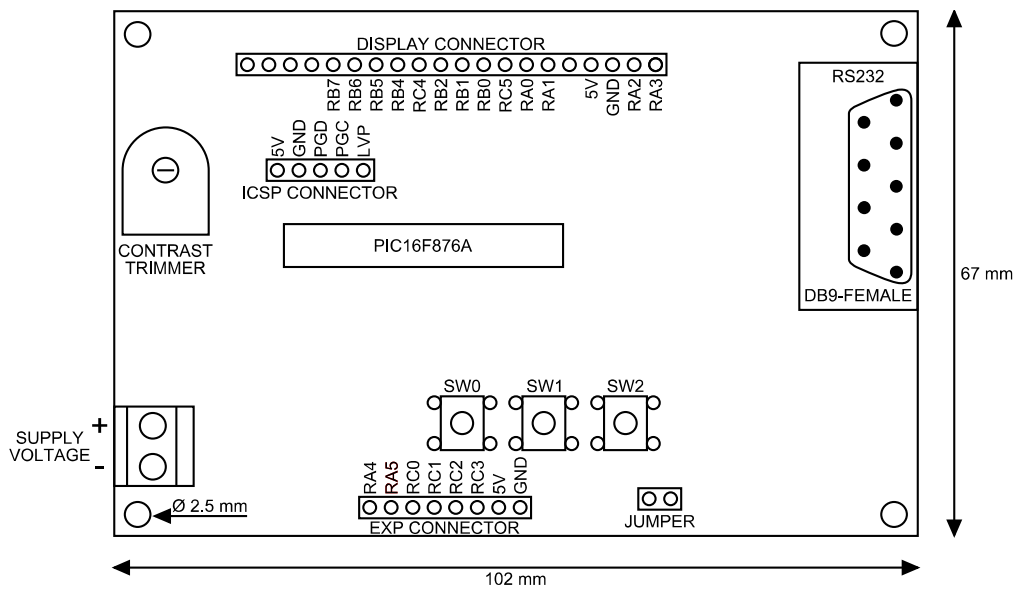 DISPLAY CONNECTOR
RB7
RB6
RB5
RB4
RC4
RB2
RB1
RB0
RC5
RA0
RA1
5V
GND
RA2
RA3
RS232
5V
GND
PGD
PGC
LVP
ICSP CONNECTOR
PIC16F876A
CONTRAST
TRIMMER
67 mm
DB9-FEMALE
SW0
SW1
SW2
+
SUPPLY
VOLTAGE
-
RA4
RA5
RC0
RC1
RC2
RC3
5V
GND
Ø 2.5 mm
EXP CONNECTOR
JUMPER
102 mm